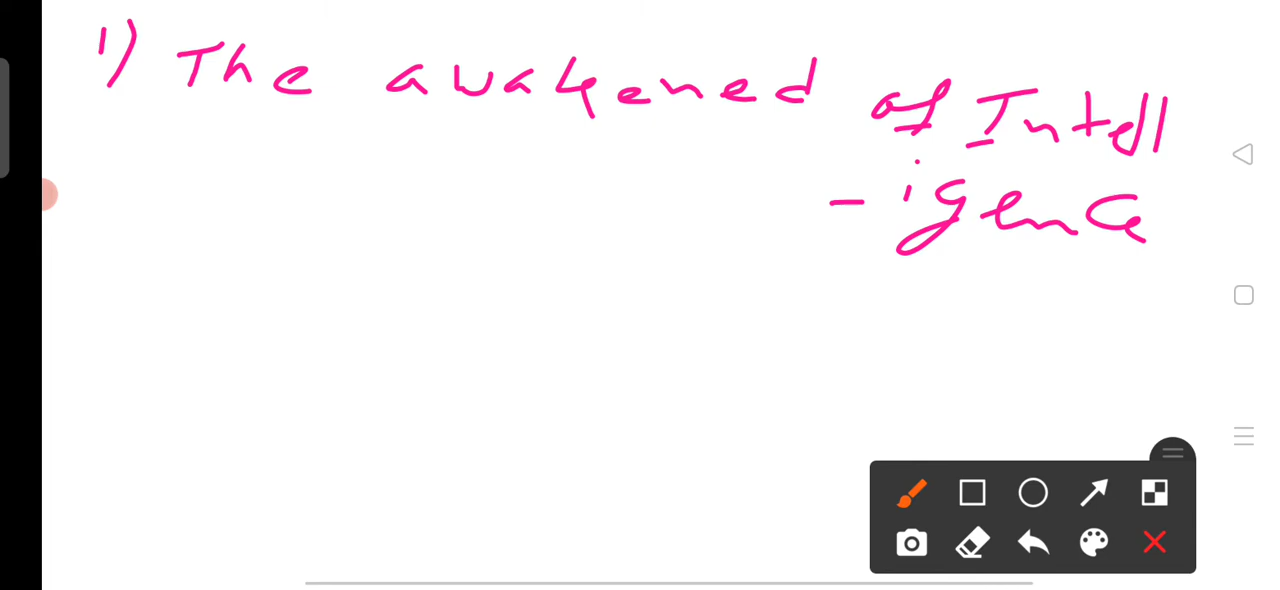 1) The awakened of Intell
- igence